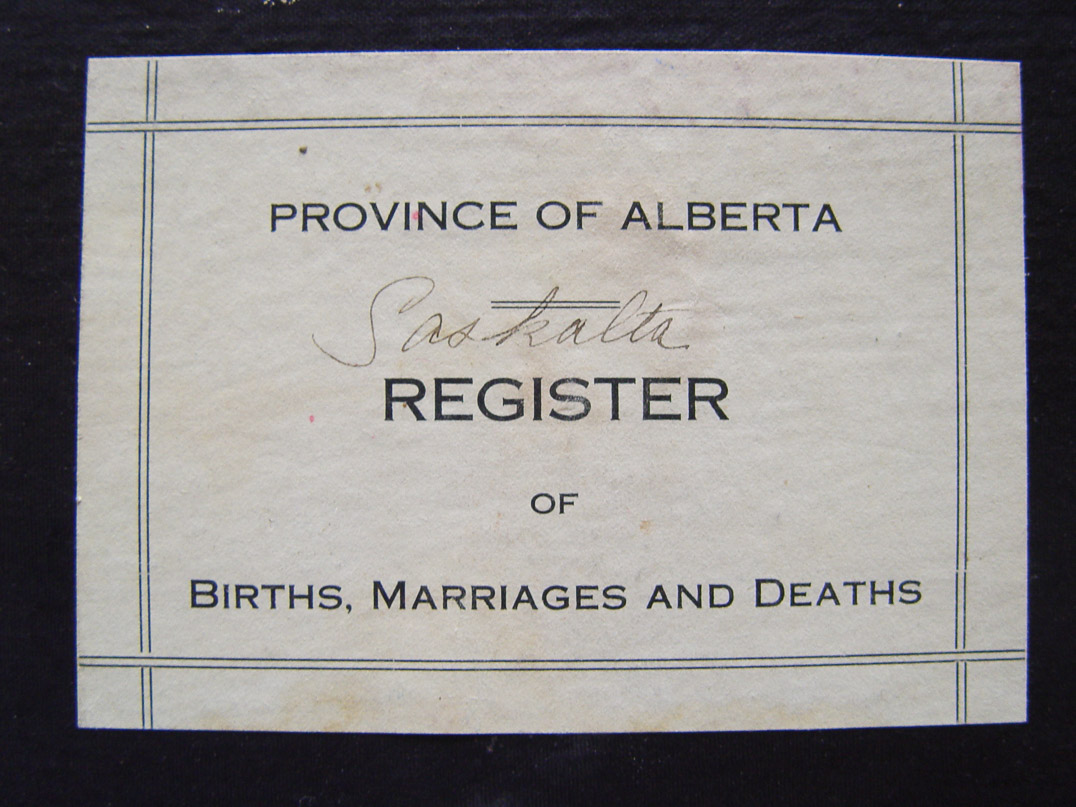 PROVINCE OF ALBERTA
Saskalta
REGISTER
OF
BIRTHS, MARRIAGES AND DEATHS